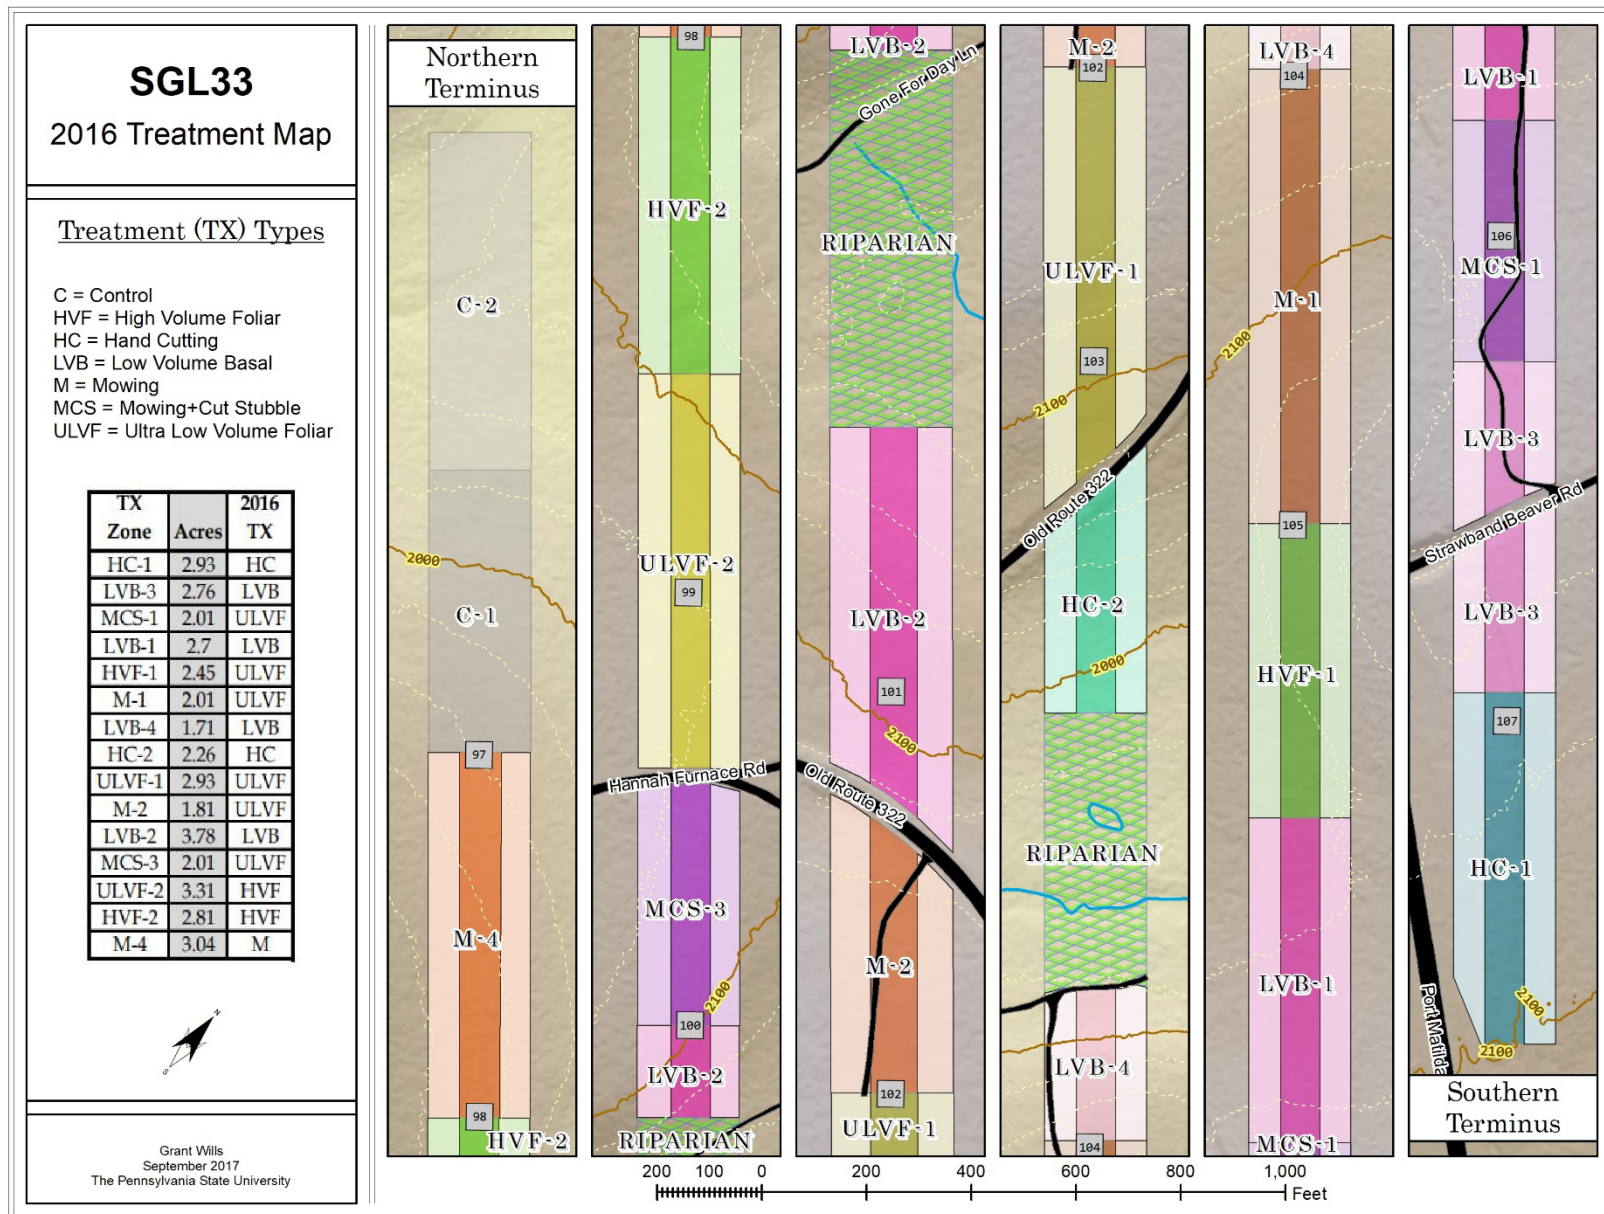 SGL33
2016 Treatment Map
Treatment (TX) Types
C = Control
HVF = High Volume Foliar
HC = Hand Cutting
LVB = Low Volume Basal
M = Mowing
MCS = Mowing+Cut Stubble
ULVF = Ultra Low Volume Foliar
TX Zone Acres 2016 TX
HC-1 2.93 HC
LVB-3 2.76 LVB
MCS-1 2.01 ULVF
LVB-1 2.7 LVB
HVF-1 2.45 ULVF
M-1 2.01 ULVF
LVB-4 1.71 LVB
HC-2 2.26 HC
ULVF-1 2.93 ULVF
M-2 1.81 ULVF
LVB-2 3.78 LVB
MCS-3 2.01 ULVF
ULVF-2 3.31 HVF
HVF-2 2.81 HVF
M-4 3.04 M
N
S
Grant Wills
September 2017
The Pennsylvania State University
Northern
Terminus
C-2
2000
C-1
97
M-4
98
HVF-2
98
HVF-2
ULVF-2
99
Hannah Furnace Rd
MCS-3
2100
100
LVB-2
RIPARIAN
LVB-2
Gone For Day Ln
RIPARIAN
LVB-2
101
2100
Old Route 322
M-2
102
ULVF-1
M-2
102
ULVF-1
103
2100
Old Route 322
HC-2
2000
RIPARIAN
LVB-4
104
LVB-4
104
M-1
2100
105
HVF-1
LVB-1
MCS-1
LVB-1
106
MCS-1
LVB-3
Strawband Beaver Rd
LVB-3
107
HC-1
2100
Port Matilda
2100
Southern
Terminus
200 100 0 200 400 600 800 1,000
Feet